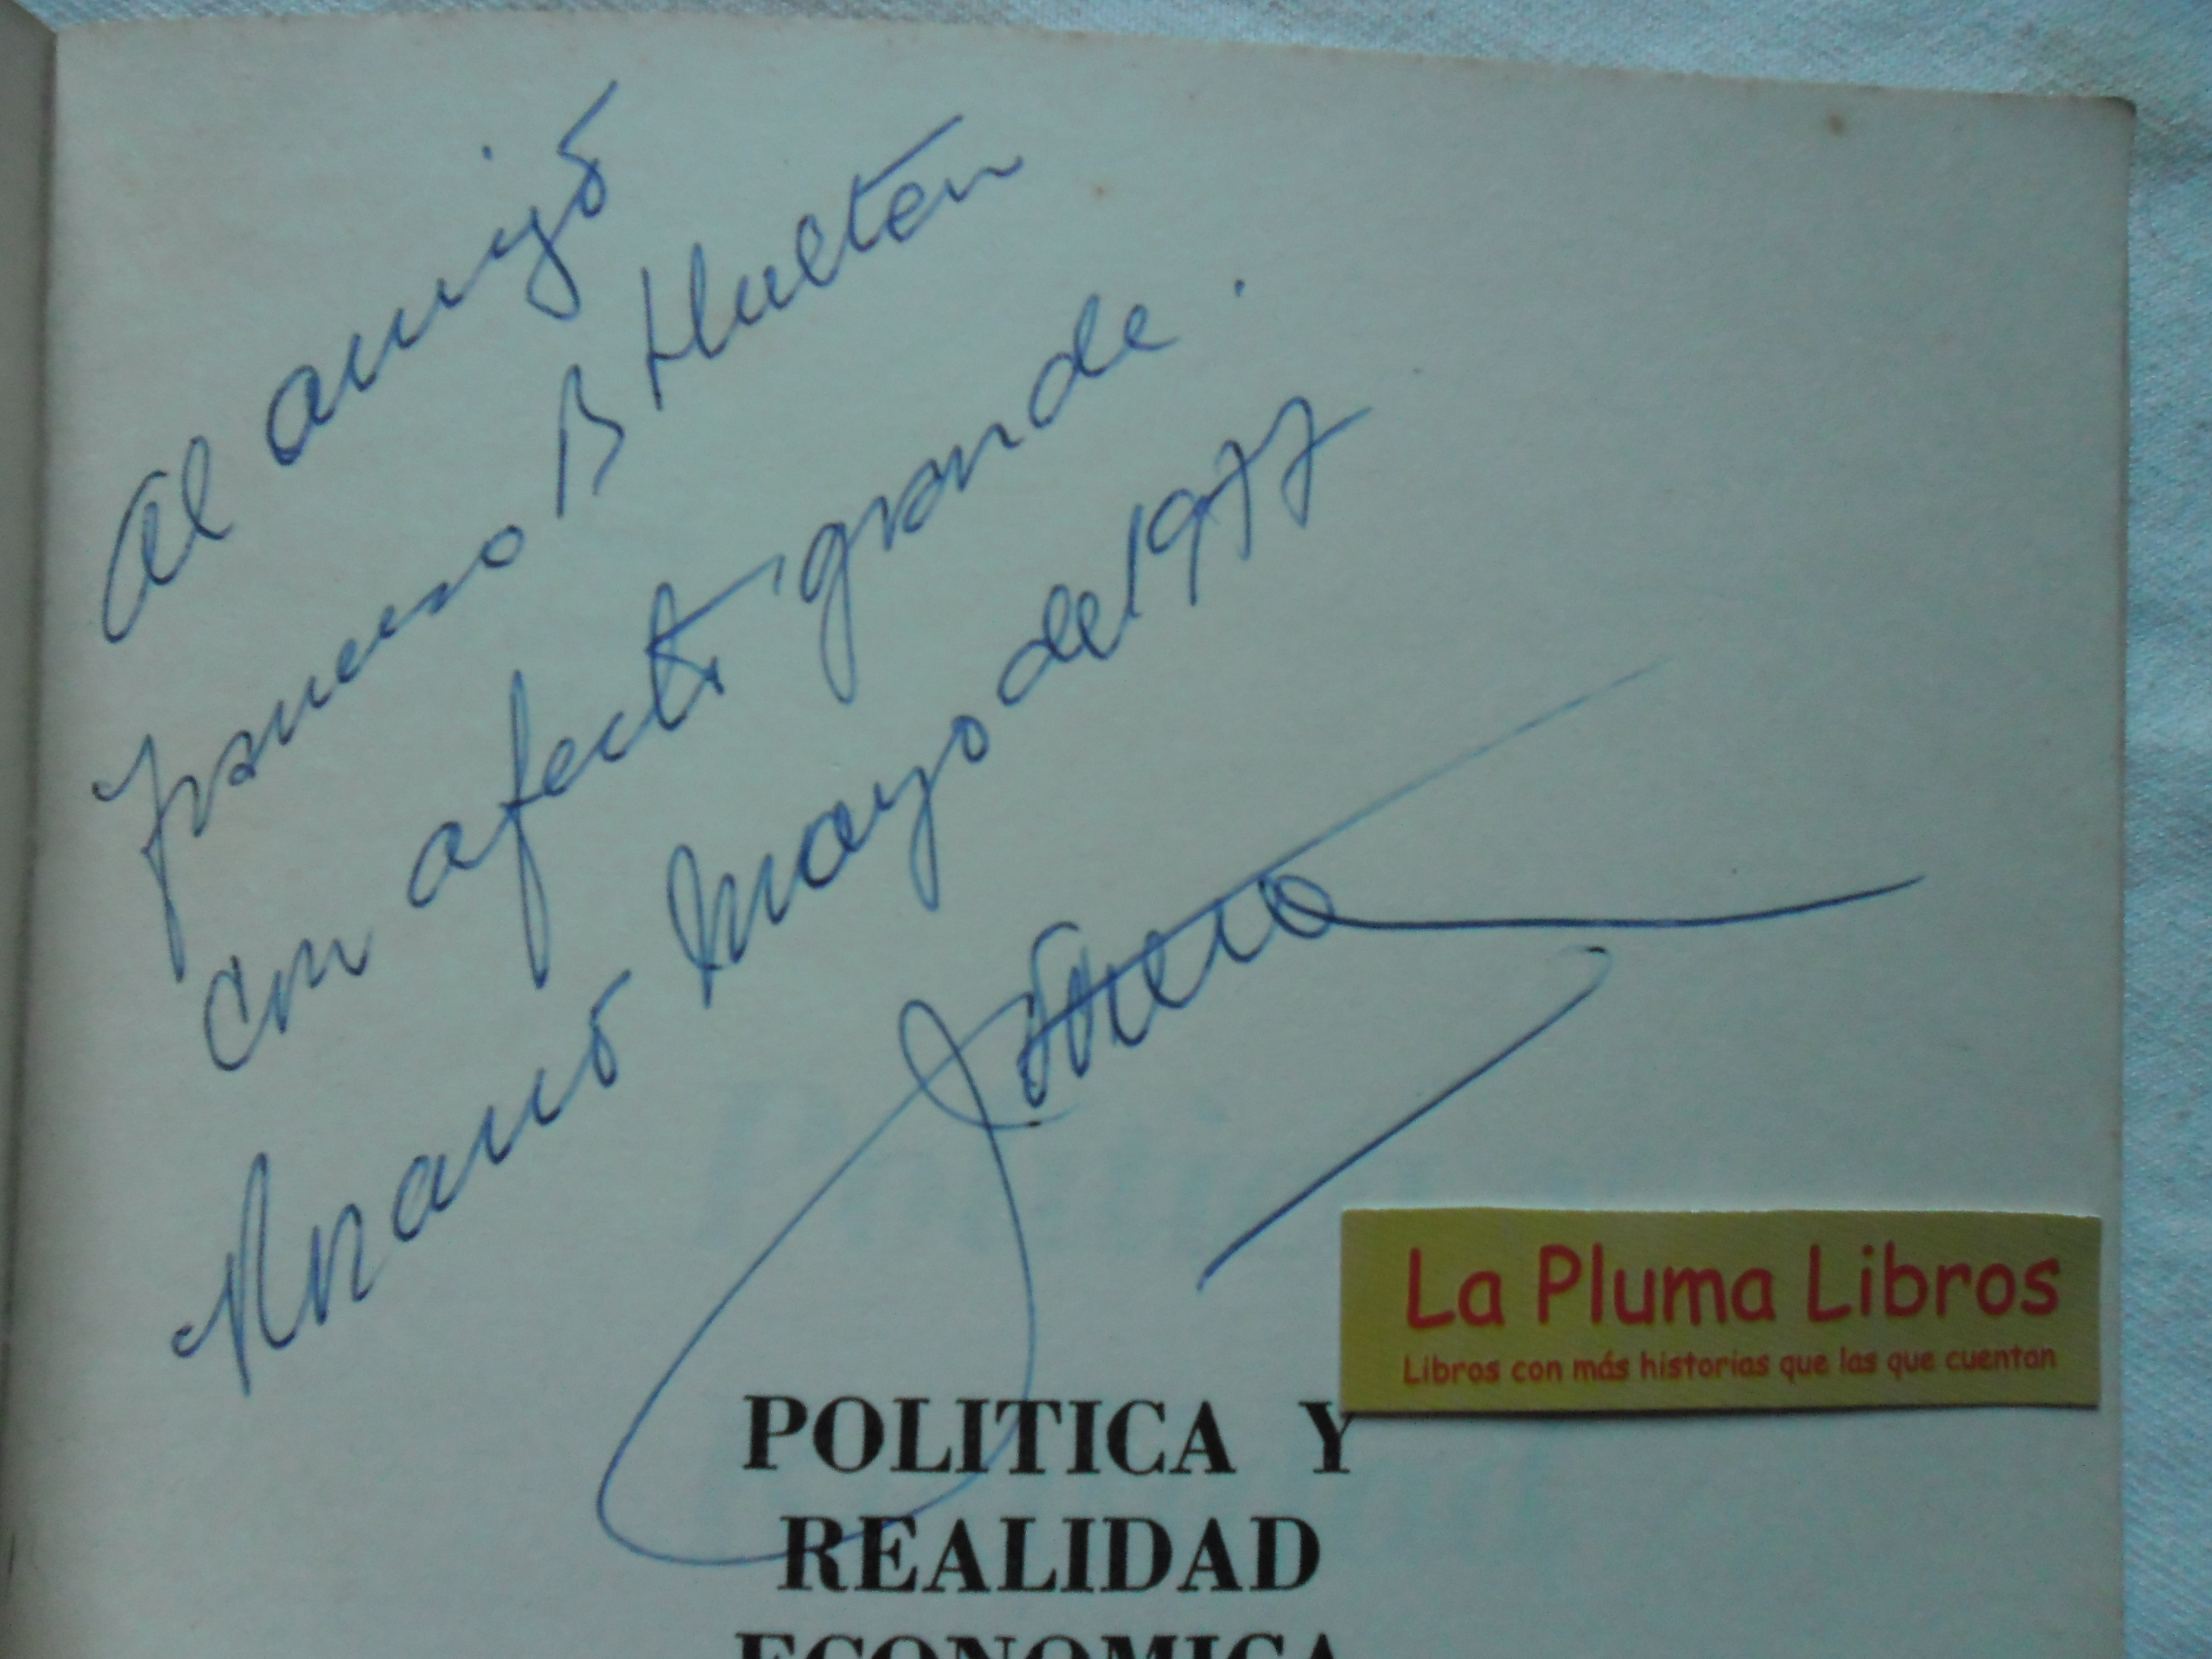 Al amigo
Francisco B Hulten
con afecto grande.
Mayo de 1977
La Pluma Libros
Libros con más historias que las que cuentan
POLITICA Y
REALIDAD
ECONOMICA